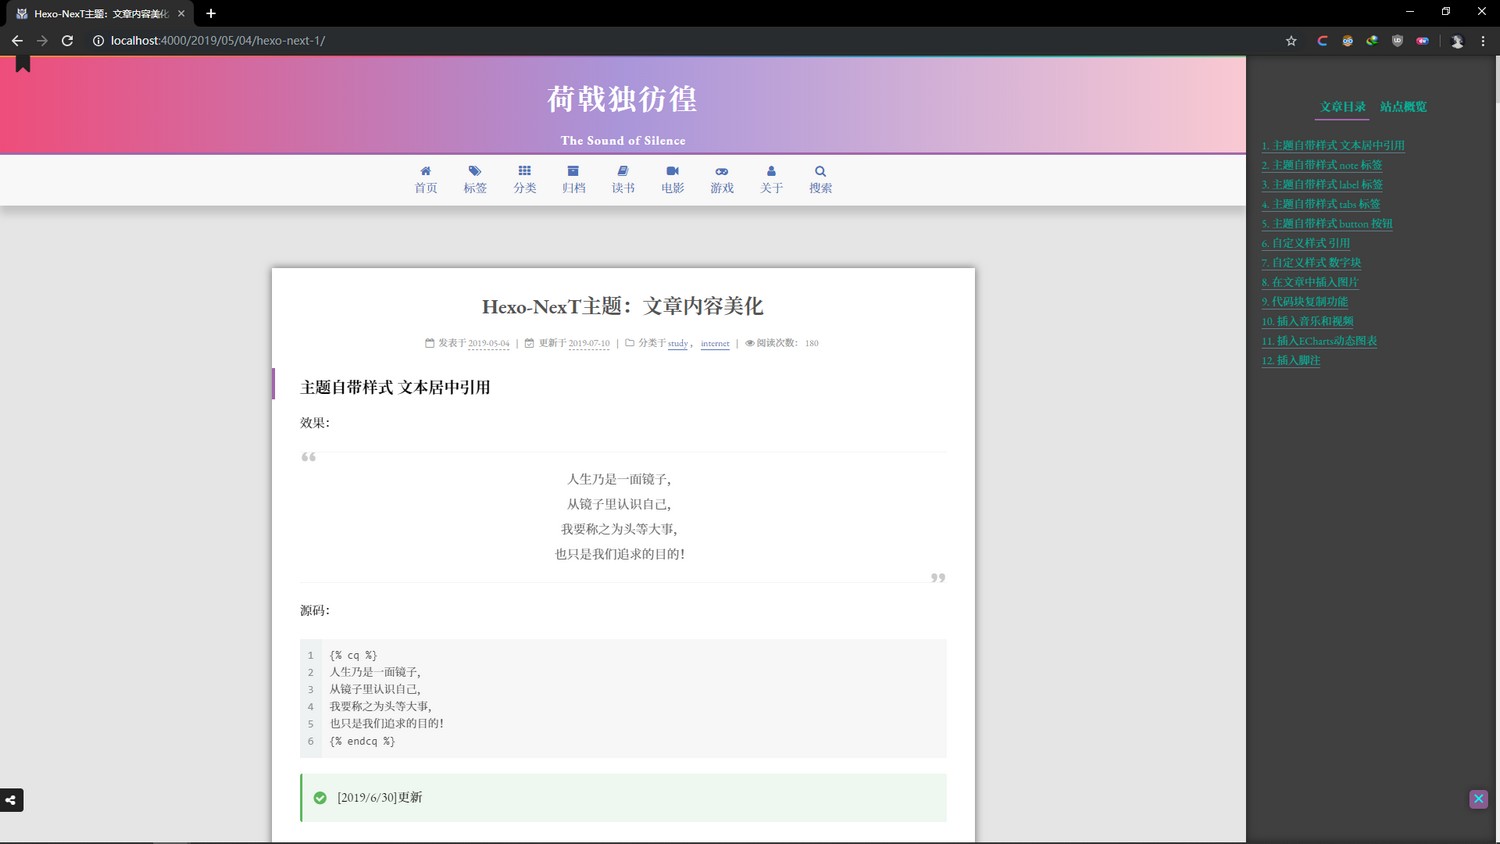 Hexo-NexT主题：文章内容美化
localhost:4000/2019/05/04/hexo-next-1/
荷戟独彷徨
The Sound of Silence
首页 标签 分类 归档 读书 电影 游戏 关于 搜索
Hexo-NexT主题：文章内容美化
发表于 2019-05-04 | 更新于 2019-07-10 | 分类于 study ， internet | 阅读次数： 180
主题自带样式 文本居中引用
效果：
人生乃是一面镜子，
从镜子里认识自己，
我要称之为头等大事，
也只是我们追求的目的！
源码：
1 {% cq %}
2 人生乃是一面镜子，
3 从镜子里认识自己，
4 我要称之为头等大事，
5 也只是我们追求的目的！
6 {% endcq %}
[2019/6/30]更新
文章目录 站点概览
1. 主题自带样式 文本居中引用
2. 主题自带样式 note 标签
3. 主题自带样式 label 标签
4. 主题自带样式 tabs 标签
5. 主题自带样式 button 按钮
6. 自定义样式 引用
7. 自定义样式 数字块
8. 在文章中插入图片
9. 代码块复制功能
10. 插入音乐和视频
11. 插入ECharts动态图表
12. 插入脚注